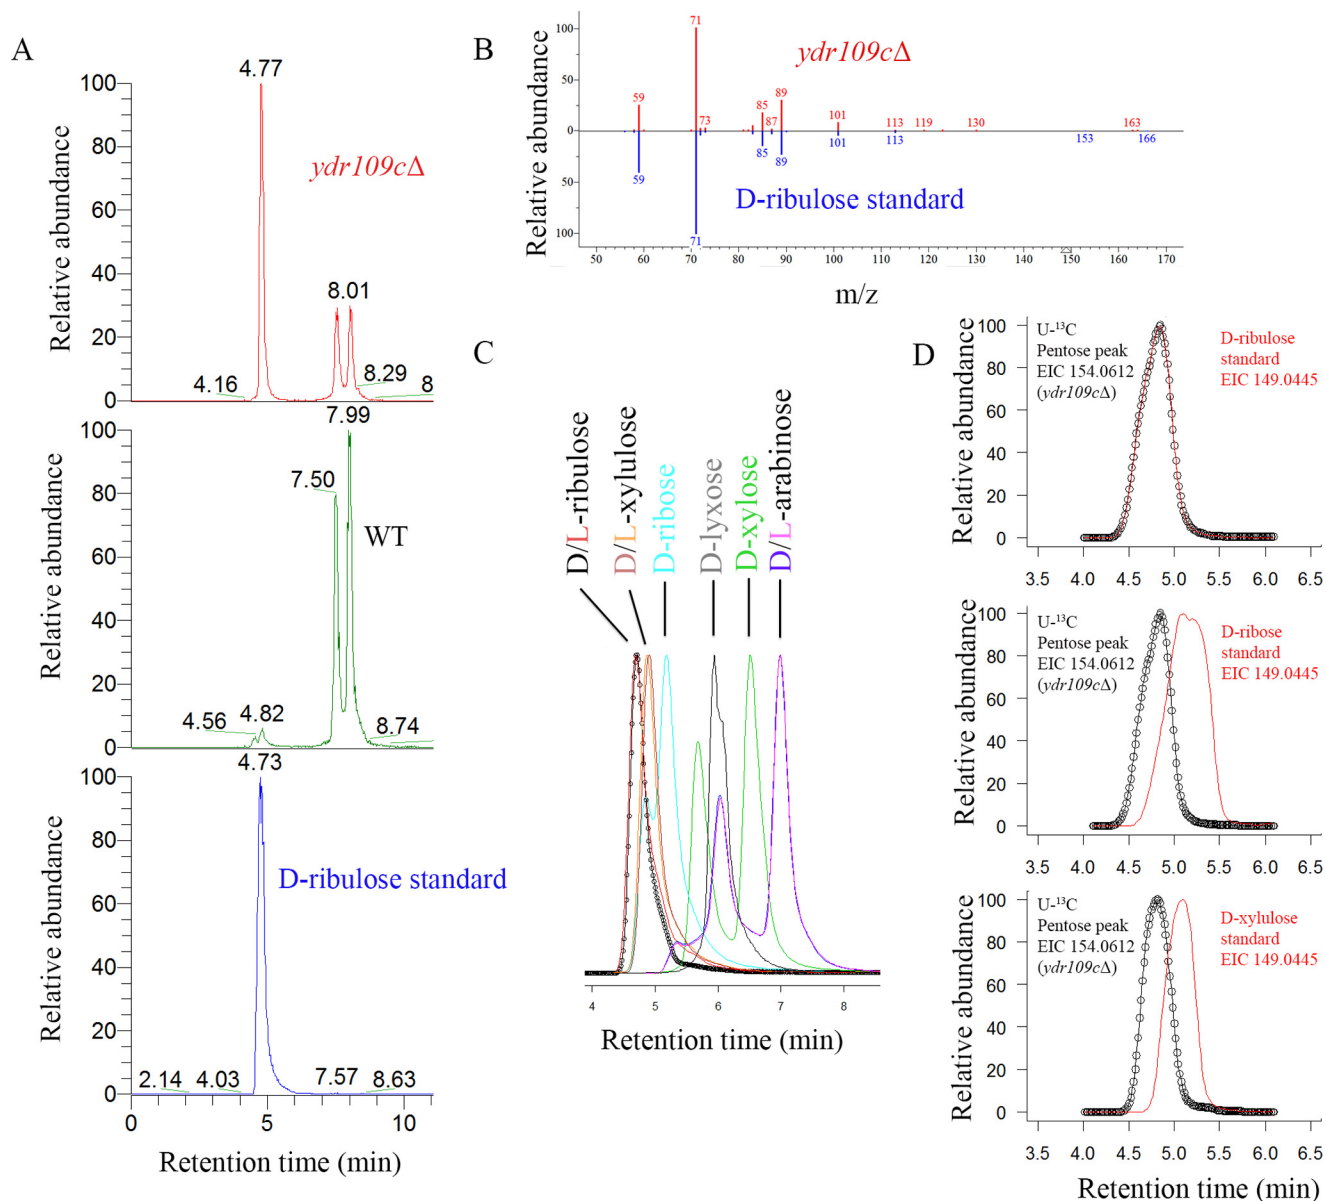 A
Relative abundance
100
80
60
40
20
0
4.77
ydr109cΔ
8.01
4.16
8.29
8
Relative abundance
100
80
60
40
20
0
7.99
7.50
WT
4.56
4.82
8.74
Relative abundance
100
80
60
40
20
0
4.73
D-ribulose standard
2.14
4.03
7.57
8.63
0
5
10
Retention time (min)
B
Relative abundance
100
50
0
50
100
71
ydr109cΔ
59
73
85
87
89
101
113
119
130
163
59
71
85
89
101
113
153
166
D-ribulose standard
50
60
70
80
90
100
110
120
130
140
150
160
170
m/z
C
D/L-ribulose
D/L-xylulose
D-ribose
D-lyxose
D-xylose
D/L-arabinose
4
5
6
7
8
Retention time (min)
D
Relative abundance
100
80
60
40
20
0
U-¹³C
Pentose peak
EIC 154.0612
(ydr109cΔ)
D-ribulose
standard
EIC 149.0445
3.5
4.0
4.5
5.0
5.5
6.0
6.5
Relative abundance
100
80
60
40
20
0
U-¹³C
Pentose peak
EIC 154.0612
(ydr109cΔ)
D-ribose
standard
EIC 149.0445
3.5
4.0
4.5
5.0
5.5
6.0
6.5
Relative abundance
100
80
60
40
20
0
U-¹³C
Pentose peak
EIC 154.0612
(ydr109cΔ)
D-xylulose
standard
EIC 149.0445
3.5
4.0
4.5
5.0
5.5
6.0
6.5
Retention time (min)